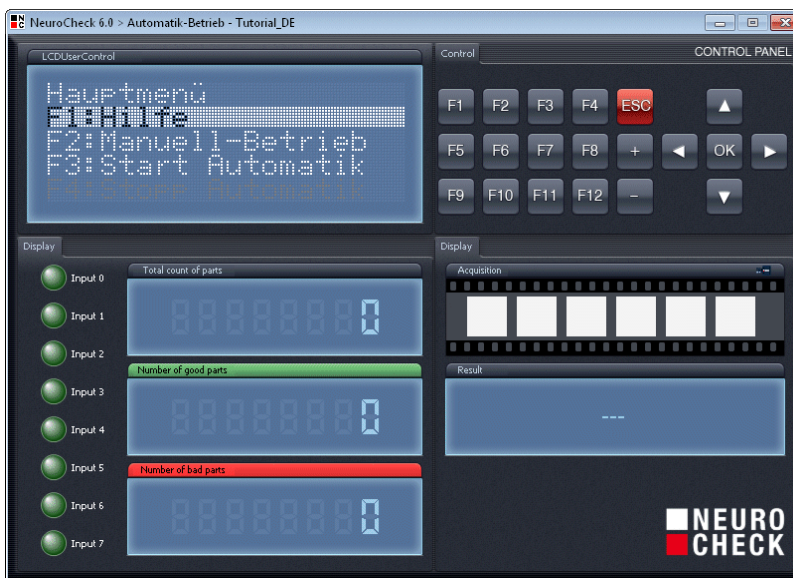 NeuroCheck 6.0 > Automatik-Betrieb - Tutorial_DE
LCDUserControl
Hauptmenü
F1:Hilfe
F2:Manuell-Betrieb
F3:Start Automatik
F4:Stopp Automatik
Control
CONTROL PANEL
F1 F2 F3 F4 ESC
F5 F6 F7 F8 + OK
F9 F10 F11 F12 -
Display
Input 0
Input 1
Input 2
Input 3
Input 4
Input 5
Input 6
Input 7
Total count of parts
0
Number of good parts
0
Number of bad parts
0
Display
Acquisition
Result
---
NEURO
CHECK